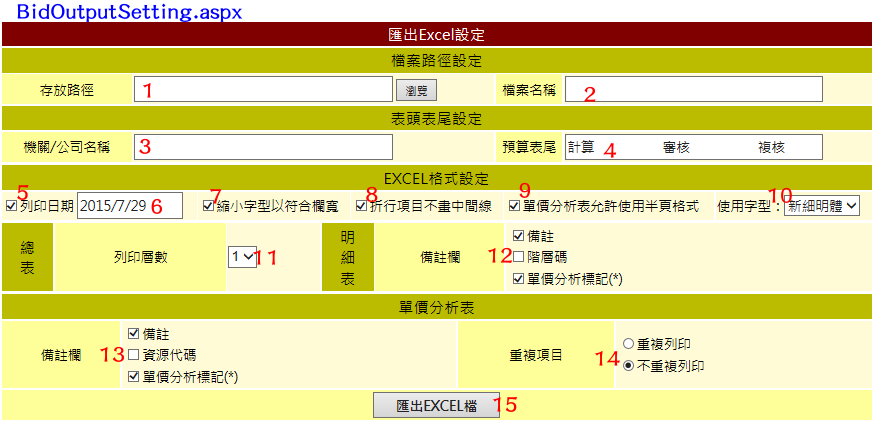 BidOutputSetting.aspx
匯出Excel設定
檔案路徑設定
存放路徑 1 瀏覽 檔案名稱 2
表頭表尾設定
機關/公司名稱 3 預算表尾 計算 4 審核 複核
EXCEL格式設定
5 列印日期 2015/7/29 6 7 縮小字型以符合欄寬 8 折行項目不畫中間線 9 單價分析表允許使用半頁格式 使用字型： 10 新細明體
總表 列印層數 1 11 明細表 備註欄 12 備註
階層碼
單價分析標記(*)
單價分析表
備註欄 13 備註
資源代碼
單價分析標記(*)
重複項目 14 重複列印
不重複列印
匯出EXCEL檔 15